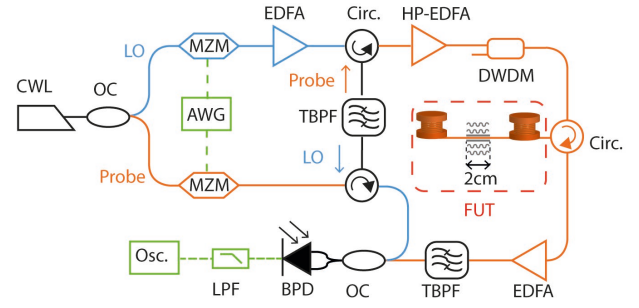 EDFA
Circ.
HP-EDFA
LO
MZM
DWDM
CWL
OC
Probe
AWG
TBPF
LO
Circ.
2cm
FUT
Probe
MZM
Osc.
LPF
BPD
OC
TBPF
EDFA